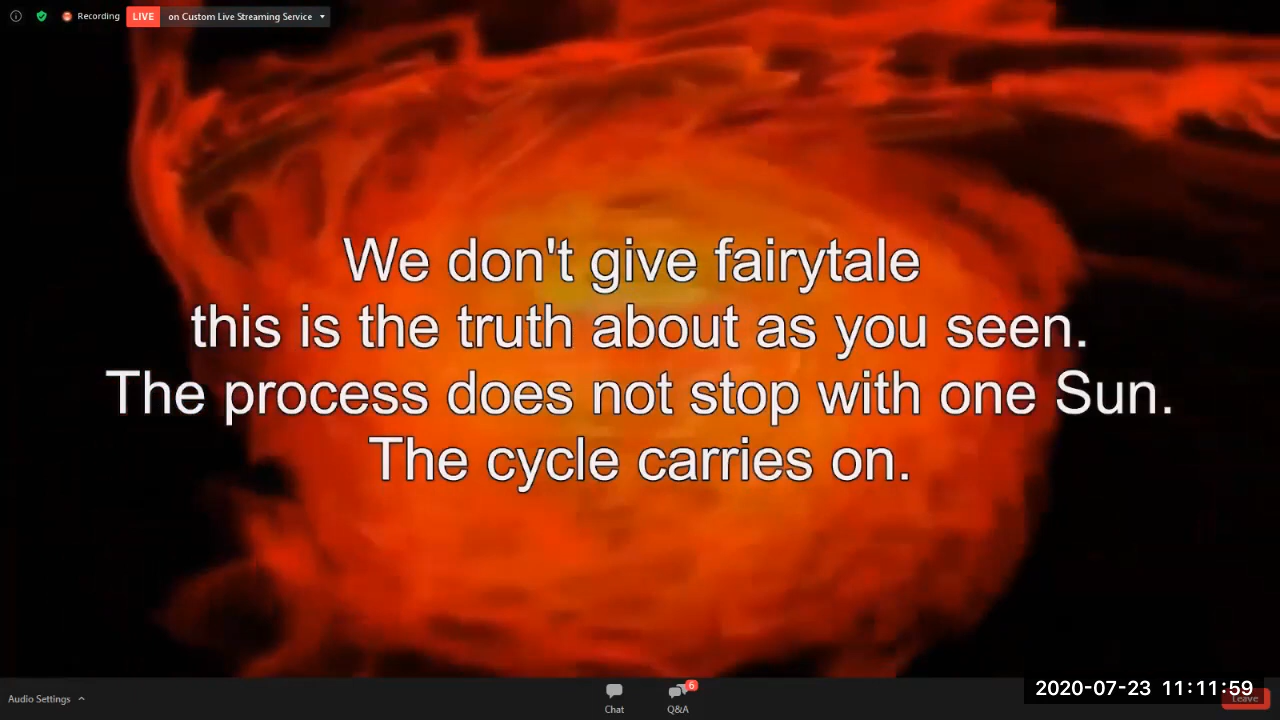 Recording
LIVE on Custom Live Streaming Service
We don't give fairytale
this is the truth about as you seen.
The process does not stop with one Sun.
The cycle carries on.
Audio Settings
Chat
6
Q&A
2020-07-23 11:11:59
Leave